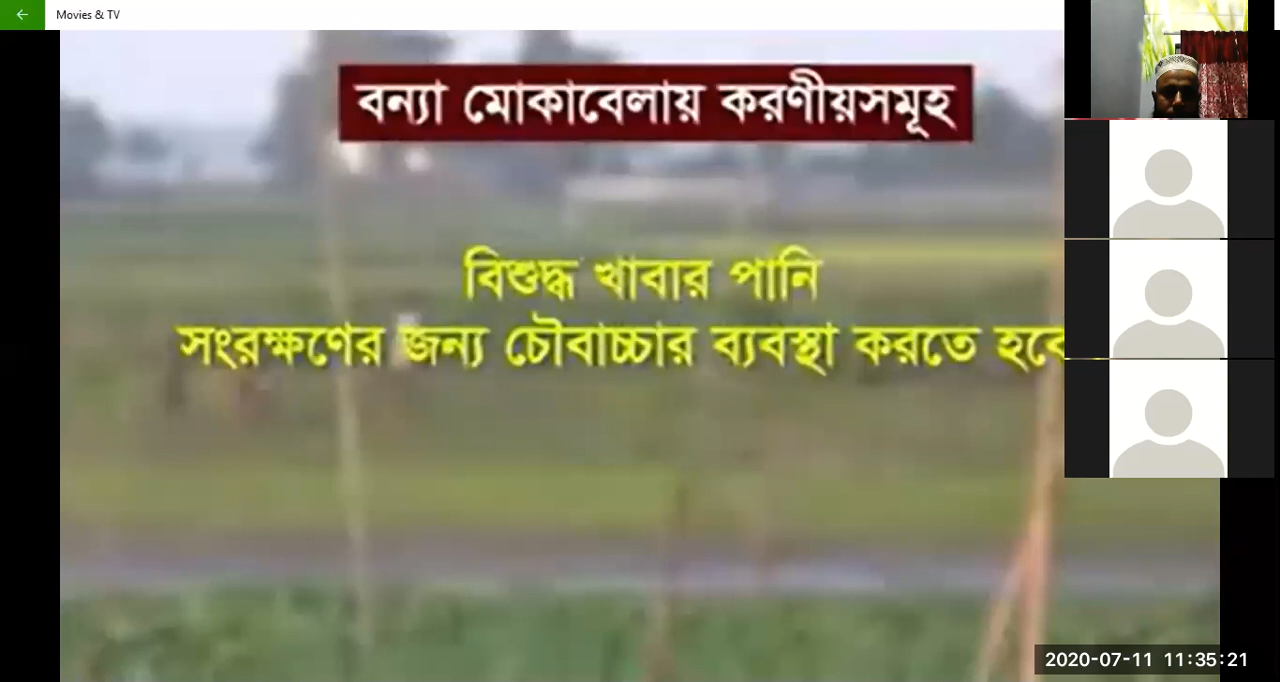 Movies & TV
বন্যা মোকাবেলায় করণীয়সমূহ
বিশুদ্ধ খাবার পানি
সংরক্ষণের জন্য চৌবাচ্চার ব্যবস্থা করতে হবে
2020-07-11 11:35:21